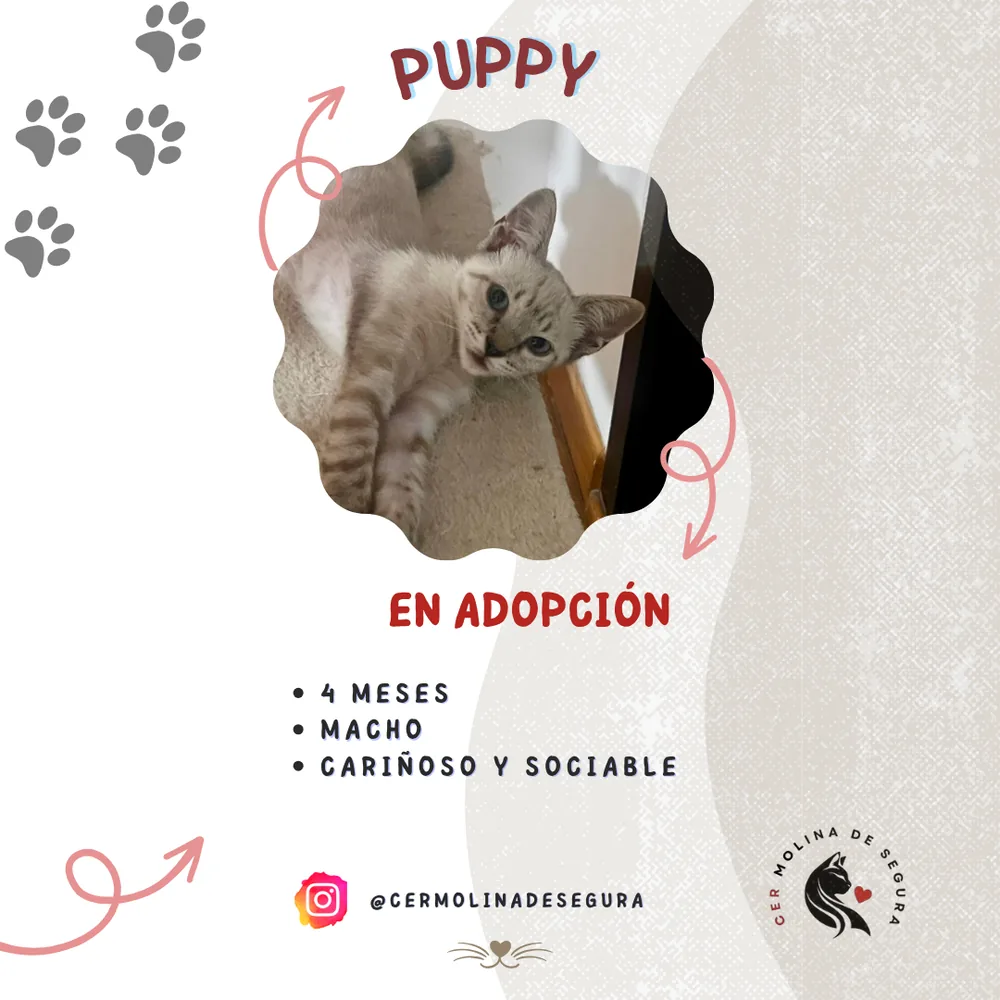 PUPPY
EN ADOPCIÓN
4 MESES
MACHO
CARIÑOSO Y SOCIABLE
@CERMOLINADESEGURA
CER MOLINA DE SEGURA